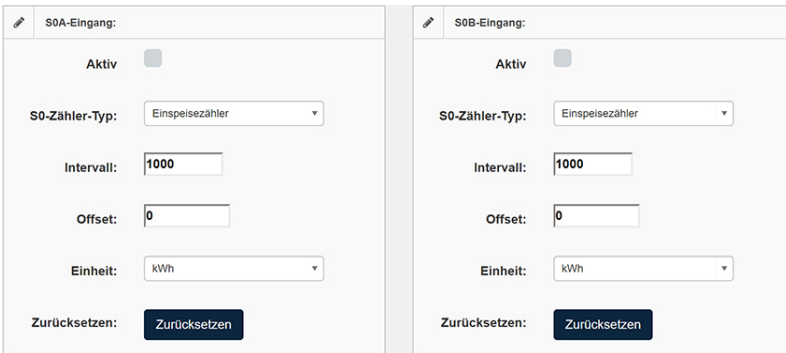 S0A-Eingang:
Aktiv
S0-Zähler-Typ: Einspeisezähler
Intervall: 1000
Offset: 0
Einheit: kWh
Zurücksetzen: Zurücksetzen
S0B-Eingang:
Aktiv
S0-Zähler-Typ: Einspeisezähler
Intervall: 1000
Offset: 0
Einheit: kWh
Zurücksetzen: Zurücksetzen